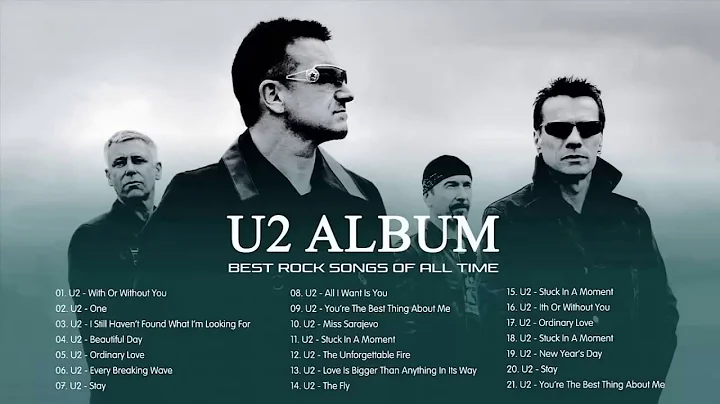 U2 ALBUM
BEST ROCK SONGS OF ALL TIME
01. U2 - With Or Without You
02. U2 - One
03. U2 - I Still Haven't Found What I'm Looking For
04. U2 - Beautiful Day
05. U2 - Ordinary Love
06. U2 - Every Breaking Wave
07. U2 - Stay
08. U2 - All I Want Is You
09. U2 - You're The Best Thing About Me
10. U2 - Miss Sarajevo
11. U2 - Stuck In A Moment
12. U2 - The Unforgettable Fire
13. U2 - Love Is Bigger Than Anything In Its Way
14. U2 - The Fly
15. U2 - Stuck In A Moment
16. U2 - Ith Or Without You
17. U2 - Ordinary Love
18. U2 - Stuck In A Moment
19. U2 - New Year's Day
20. U2 - Stay
21. U2 - You're The Best Thing About Me